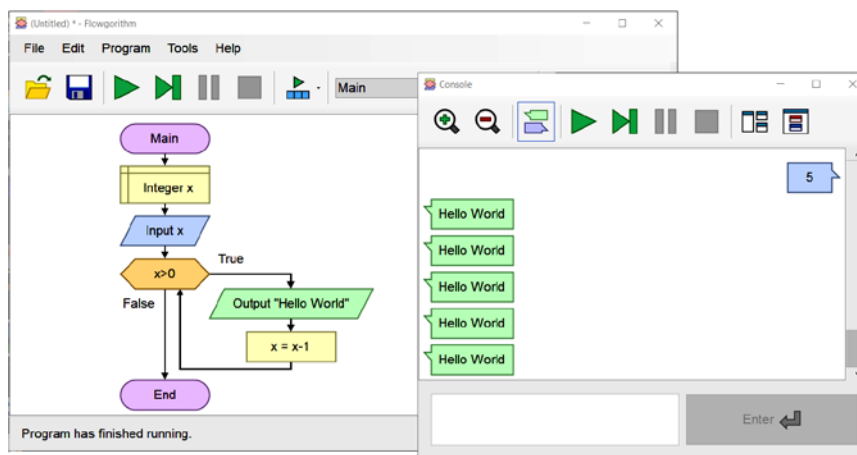 (Untitled) * - Flowgorithm
File Edit Program Tools Help
Main
Main
Integer x
Input x
x>0
True
False
Output "Hello World"
x = x-1
End
Program has finished running.
Console
5
Hello World
Hello World
Hello World
Hello World
Hello World
Enter